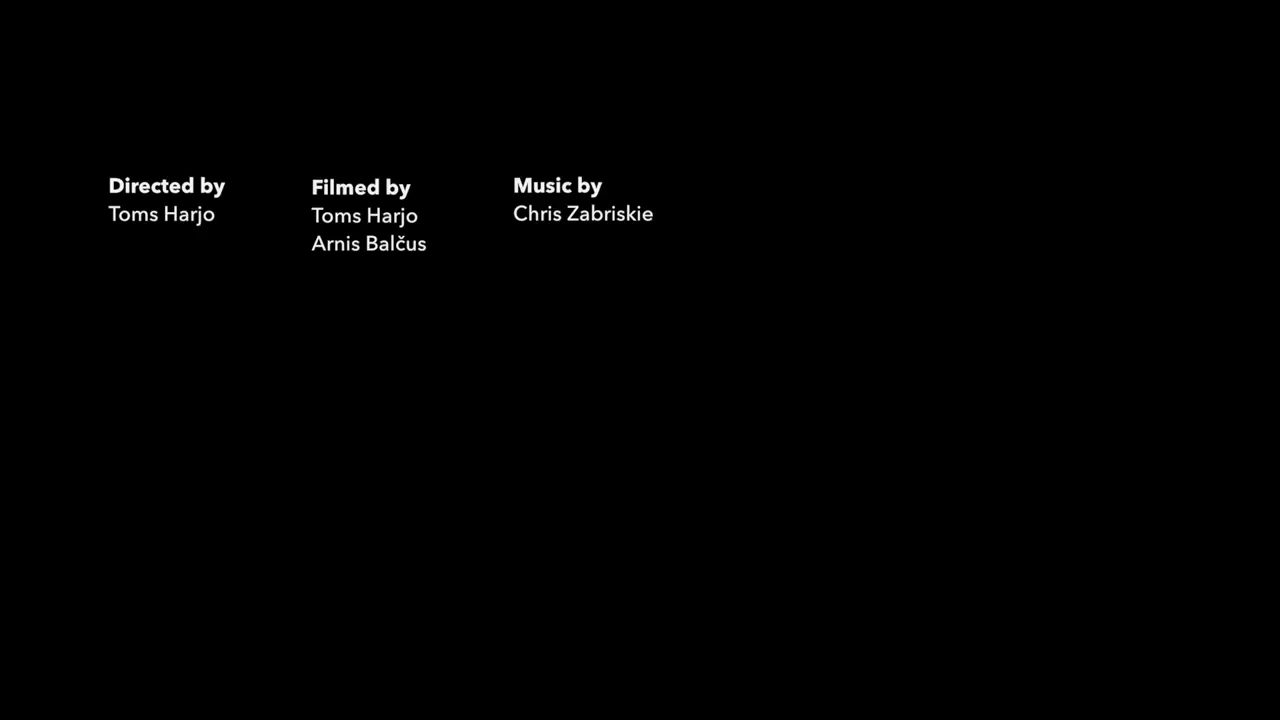 Directed by
Toms Harjo
Filmed by
Toms Harjo
Arnis Balčus
Music by
Chris Zabriskie